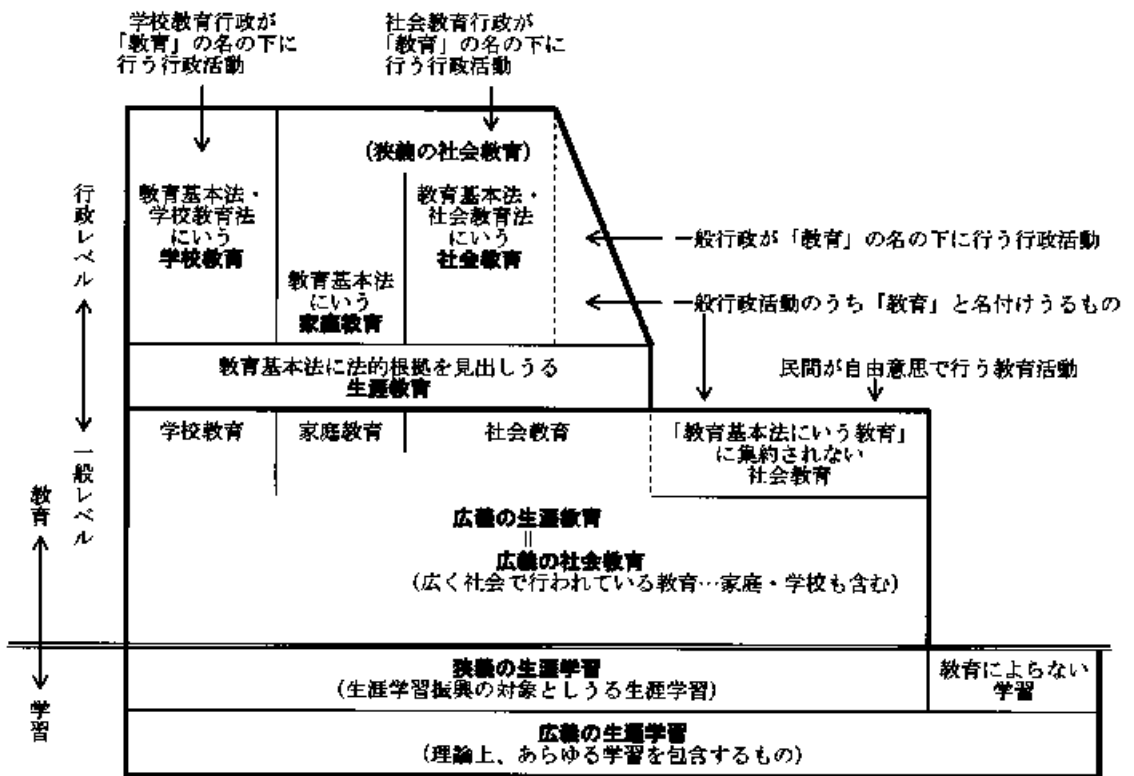 学校教育行政が
「教育」の名の下に
行う行政活動
社会教育行政が
「教育」の名の下に
行う行政活動
(狭義の社会教育)
行政レベル
教育基本法・
学校教育法
にいう
学校教育
教育基本法
にいう
家庭教育
教育基本法・
社会教育法
にいう
社会教育
一般行政が「教育」の名の下に行う行政活動
一般行政活動のうち「教育」と名付けうるもの
民間が自由意思で行う教育活動
教育基本法に法的根拠を見出しうる
生涯教育
一般レベル
学校教育
家庭教育
社会教育
「教育基本法にいう教育」
に集約されない
社会教育
教育
広義の生涯教育
||
広義の社会教育
(広く社会で行われている教育…家庭・学校も含む)
学習
狭義の生涯学習
(生涯学習振興の対象としうる生涯学習)
教育によらない
学習
広義の生涯学習
(理論上、あらゆる学習を包含するもの)